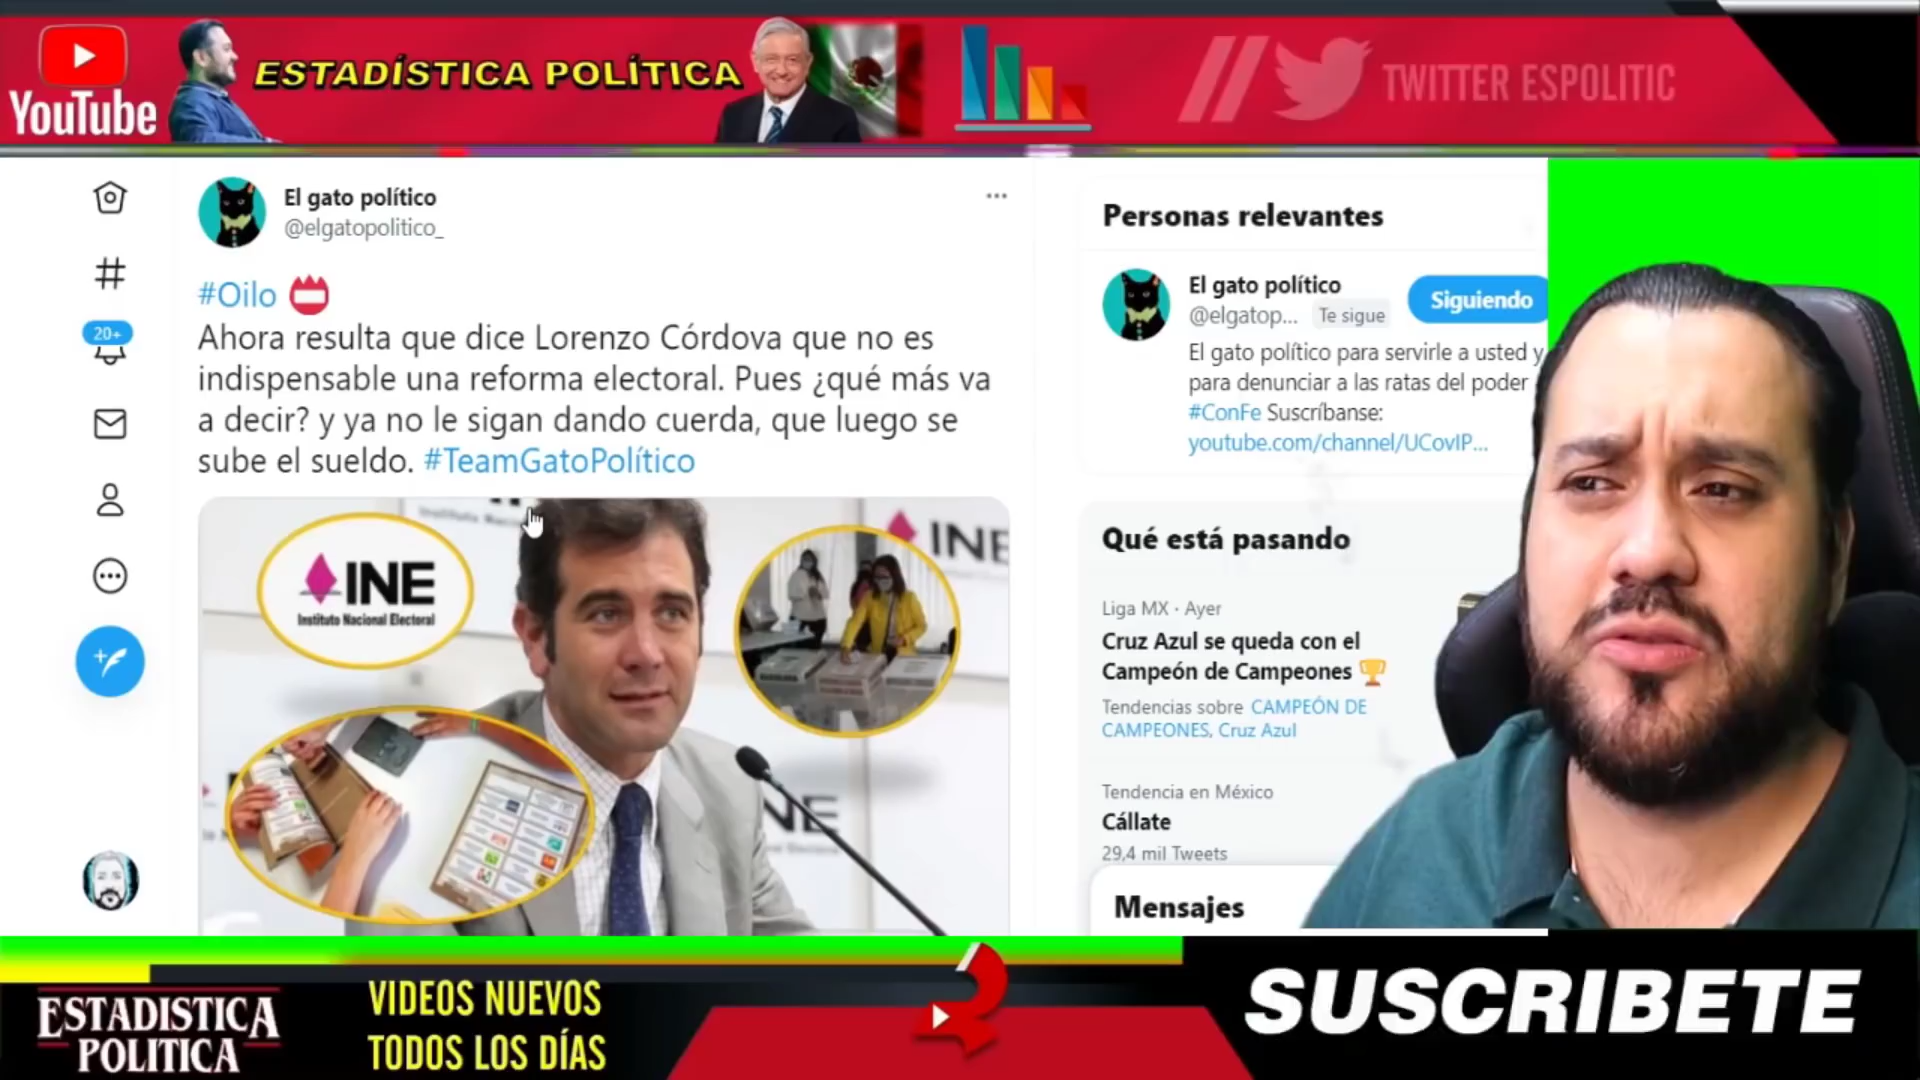 YouTube
ESTADÍSTICA POLÍTICA
TWITTER ESPOLITIC
El gato político
@elgatopolitico_
#Oilo
Ahora resulta que dice Lorenzo Córdova que no es
indispensable una reforma electoral. Pues ¿qué más va
a decir? y ya no le sigan dando cuerda, que luego se
sube el sueldo. #TeamGatoPolítico
20+
INE
Instituto Nacional Electoral
INE
Personas relevantes
El gato político
@elgatop... Te sigue
Siguiendo
El gato político para servirle a usted y
para denunciar a las ratas del poder
#ConFe Suscríbanse:
youtube.com/channel/UCovIP...
Qué está pasando
Liga MX · Ayer
Cruz Azul se queda con el
Campeón de Campeones
Tendencias sobre CAMPEÓN DE
CAMPEONES, Cruz Azul
Tendencia en México
Cállate
29,4 mil Tweets
Mensajes
ESTADISTICA
POLITICA
VIDEOS NUEVOS
TODOS LOS DÍAS
SUSCRIBETE